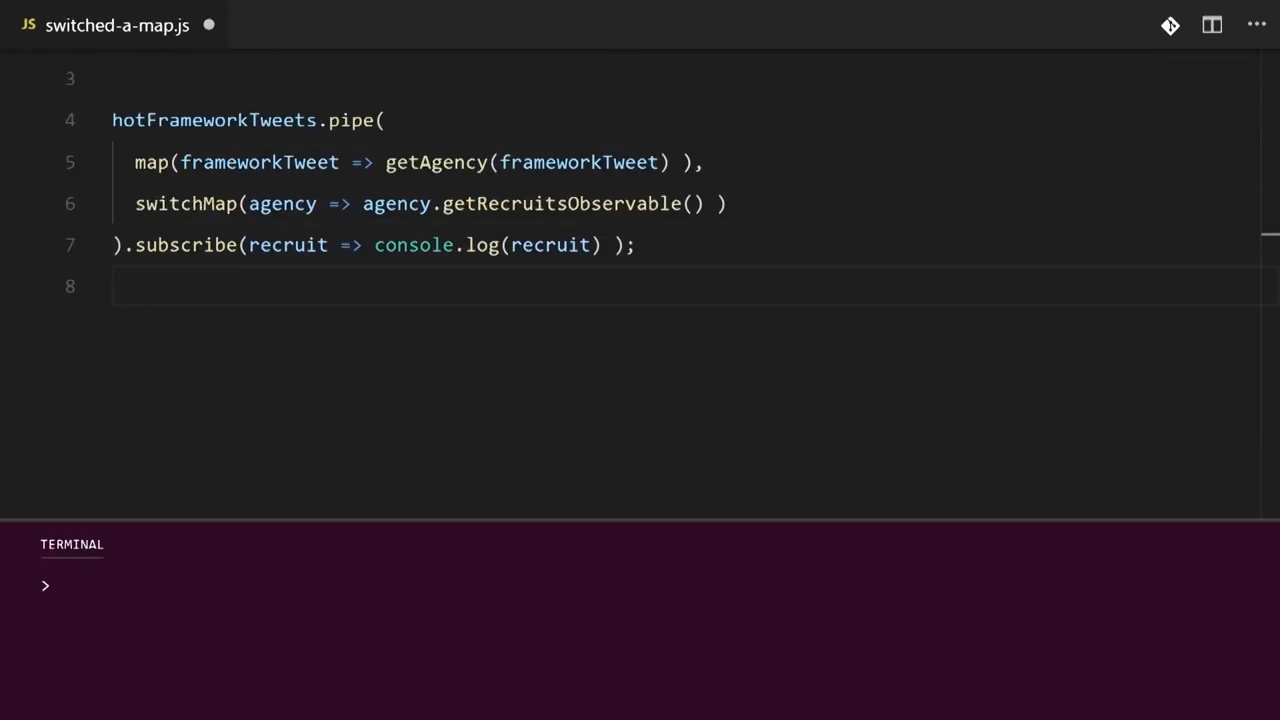 JS switched-a-map.js
3
4 hotFrameworkTweets.pipe(
5 map(frameworkTweet => getAgency(frameworkTweet) ),
6 switchMap(agency => agency.getRecruitsObservable() )
7 ).subscribe(recruit => console.log(recruit) );
8
TERMINAL
>